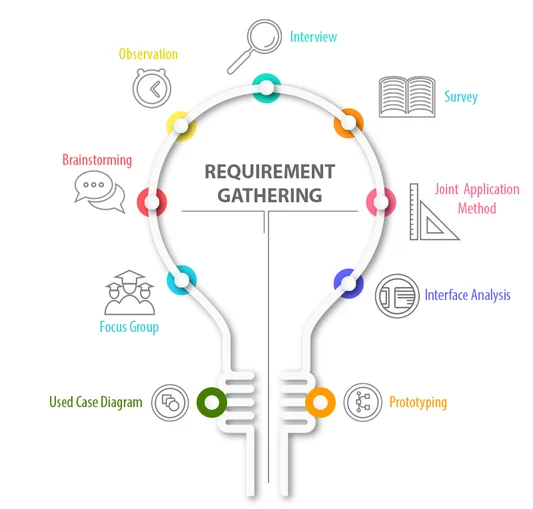 Interview
Observation
Survey
Brainstorming
REQUIREMENT
GATHERING
Joint Application
Method
Interface Analysis
Focus Group
Used Case Diagram
Prototyping